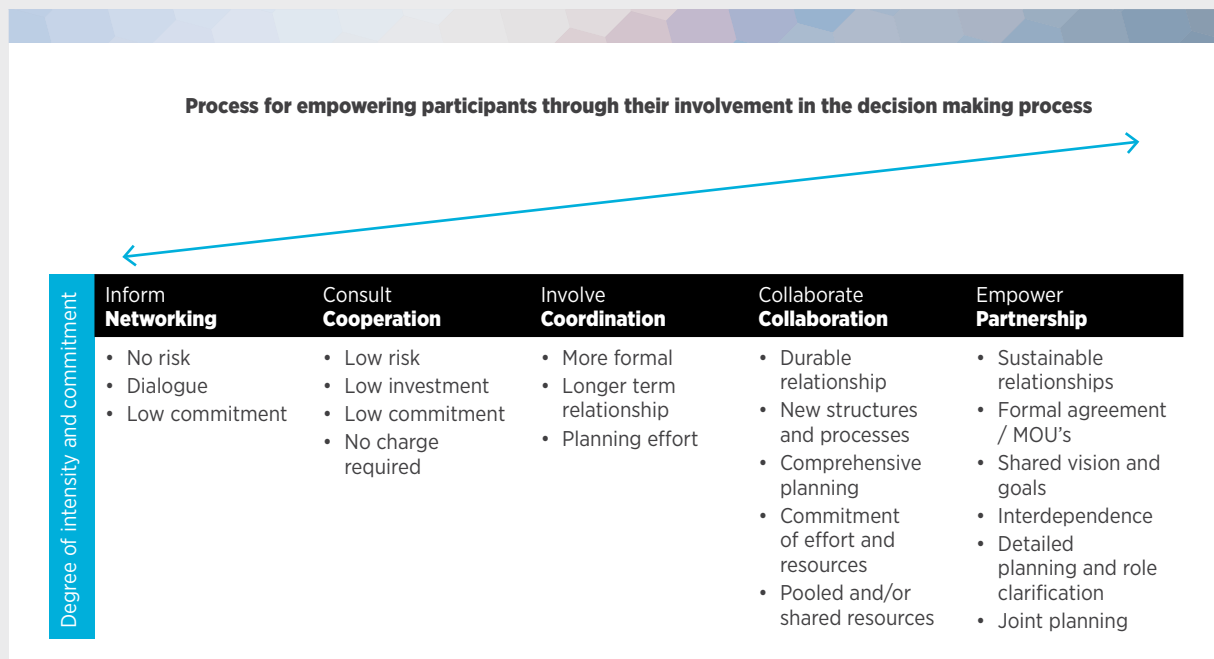 Process for empowering participants through their involvement in the decision making process
Degree of intensity and commitment
Inform
Networking
• No risk
• Dialogue
• Low commitment
Consult
Cooperation
• Low risk
• Low investment
• Low commitment
• No charge
required
Involve
Coordination
• More formal
• Longer term
relationship
• Planning effort
Collaborate
Collaboration
• Durable
relationship
• New structures
and processes
• Comprehensive
planning
• Commitment
of effort and
resources
• Pooled and/or
shared resources
Empower
Partnership
• Sustainable
relationships
• Formal agreement
/ MOU's
• Shared vision and
goals
• Interdependence
• Detailed
planning and role
clarification
• Joint planning